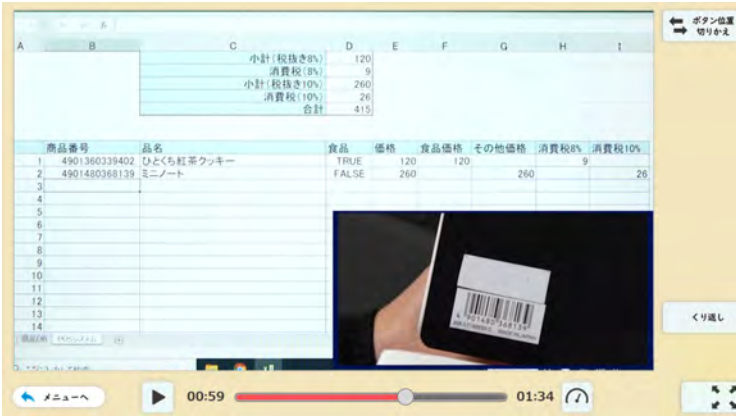 ボタン位置
切りかえ
A B C D E F G H I
小計(税抜き8%) 120
消費税(8%) 9
小計(税抜き10%) 260
消費税(10%) 26
合計 415
商品番号 品名 食品 価格 食品価格 その他価格 消費税8% 消費税10%
1 4901360339402 ひとくち紅茶クッキー TRUE 120 120 9
2 4901480368139 ミニノート FALSE 260 260 26
3
4
5
6
7
8
9
10
11
12
13
14
4 901480 368139
くり返し
メニューへ
00:59
01:34